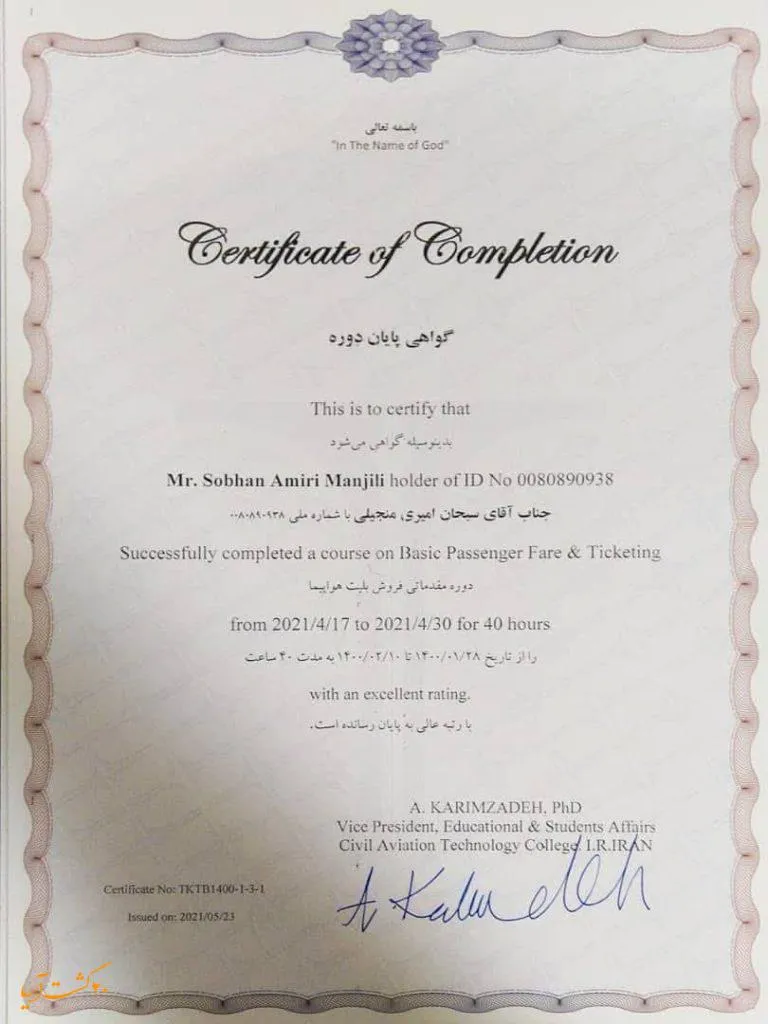 باسمه تعالی
"In The Name of God"
Certificate of Completion
گواهی پایان دوره
This is to certify that
بدینوسیله گواهی می‌شود
Mr. Sobhan Amiri Manjili holder of ID No 0080890938
جناب آقای سبحان امیری منجیلی با شماره ملی ۰۰۸۰۸۹۰۹۳۸
Successfully completed a course on Basic Passenger Fare & Ticketing
دوره مقدماتی فروش بلیت هواپیما
from 2021/4/17 to 2021/4/30 for 40 hours
را از تاریخ ۱۴۰۰/۰۱/۲۸ تا ۱۴۰۰/۰۲/۱۰ به مدت ۴۰ ساعت
with an excellent rating.
با رتبه عالی به پایان رسانده است.
A. KARIMZADEH, PhD
Vice President, Educational & Students Affairs
Civil Aviation Technology College, I.R.IRAN
Certificate No: TKTB1400-1-3-1
Issued on: 2021/05/23